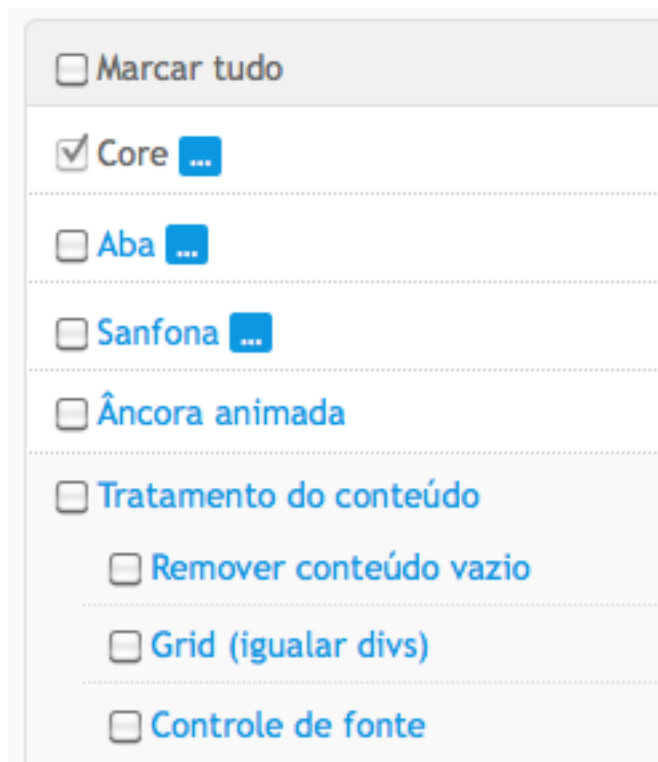 Marcar tudo
Core ...
Aba ...
Sanfona ...
Âncora animada
Tratamento do conteúdo
Remover conteúdo vazio
Grid (igualar divs)
Controle de fonte